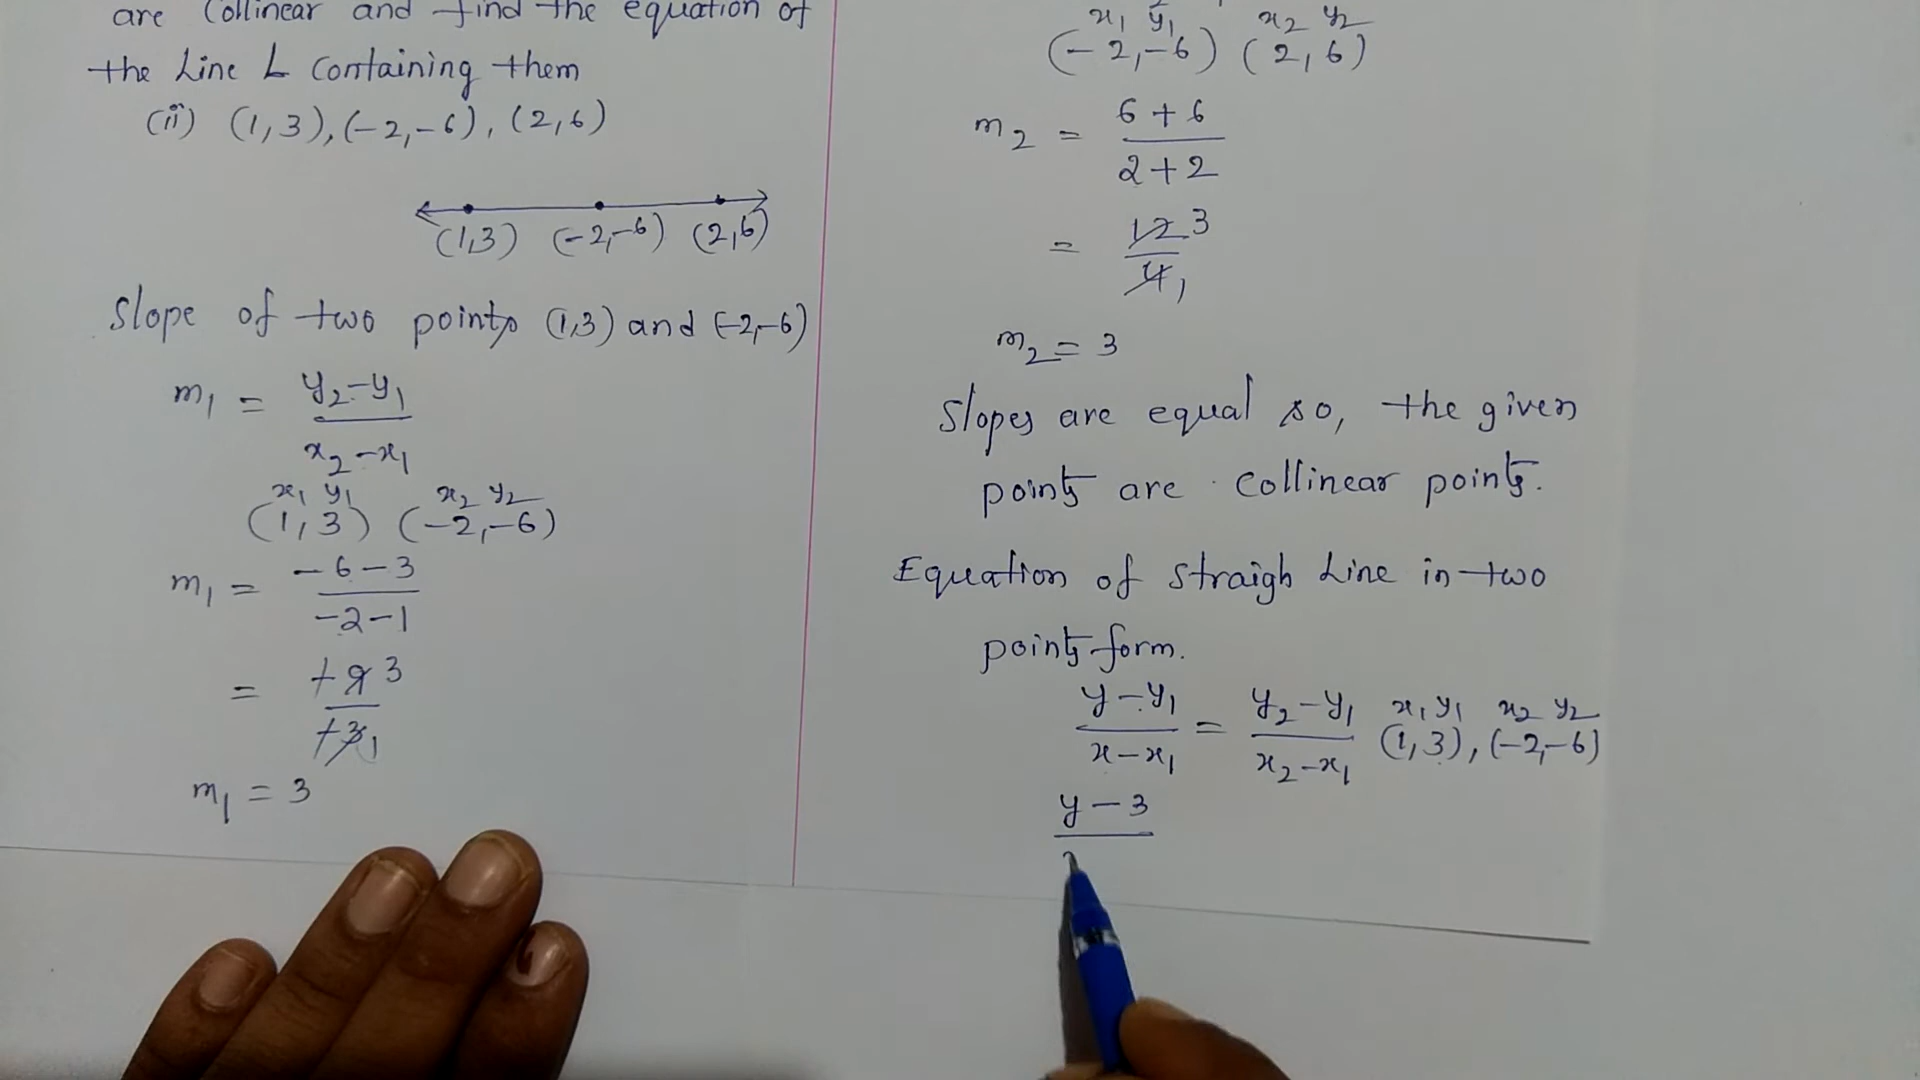 are Collinear and find the equation of
the Line L Containing them
(ii) (1,3), (-2,-6), (2,6)
(1,3) (-2,-6) (2,6)
Slope of two points (1,3) and (-2,-6)
m1 = y2-y1
x2-x1
x1 y1 x2 y2
(1,3) (-2,-6)
m1 = -6-3
-2-1
= +9 3
+3 1
m1 = 3
x1 y1 x2 y2
(-2,-6) (2,6)
m2 = 6+6
2+2
= 12 3
4 1
m2 = 3
Slopes are equal so, the given
points are Collinear points.
Equation of straigh Line in two
points form.
y-y1 = y2-y1 x1 y1 x2 y2
x-x1 x2-x1 (1,3), (-2,-6)
y-3